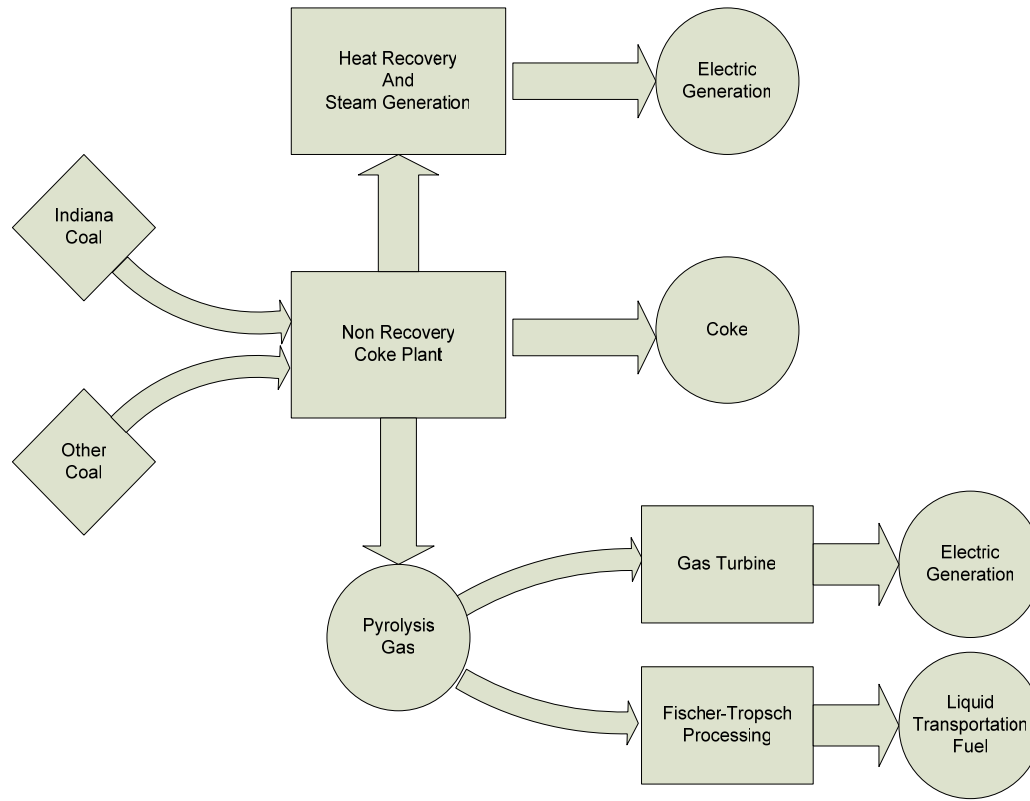 Heat Recovery
And
Steam Generation
Electric
Generation
Indiana
Coal
Non Recovery
Coke Plant
Coke
Other
Coal
Gas Turbine
Electric
Generation
Pyrolysis
Gas
Fischer-Tropsch
Processing
Liquid
Transportation
Fuel